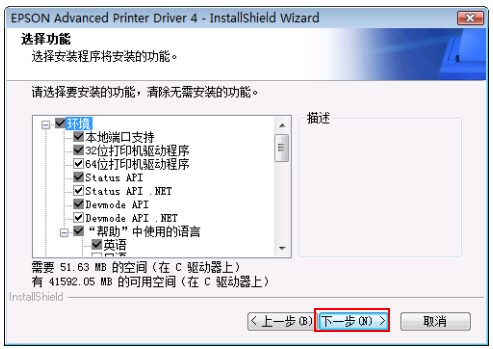 EPSON Advanced Printer Driver 4 - InstallShield Wizard
选择功能
选择安装程序将安装的功能。
请选择要安装的功能，清除无需安装的功能。
环境
本地端口支持
32位打印机驱动程序
64位打印机驱动程序
Status API
Status API .NET
Devmode API
Devmode API .NET
“帮助”中使用的语言
英语
描述
需要 51.63 MB 的空间（在 C 驱动器上）
有 41592.05 MB 的可用空间（在 C 驱动器上）
InstallShield
< 上一步(B)
下一步(N) >
取消